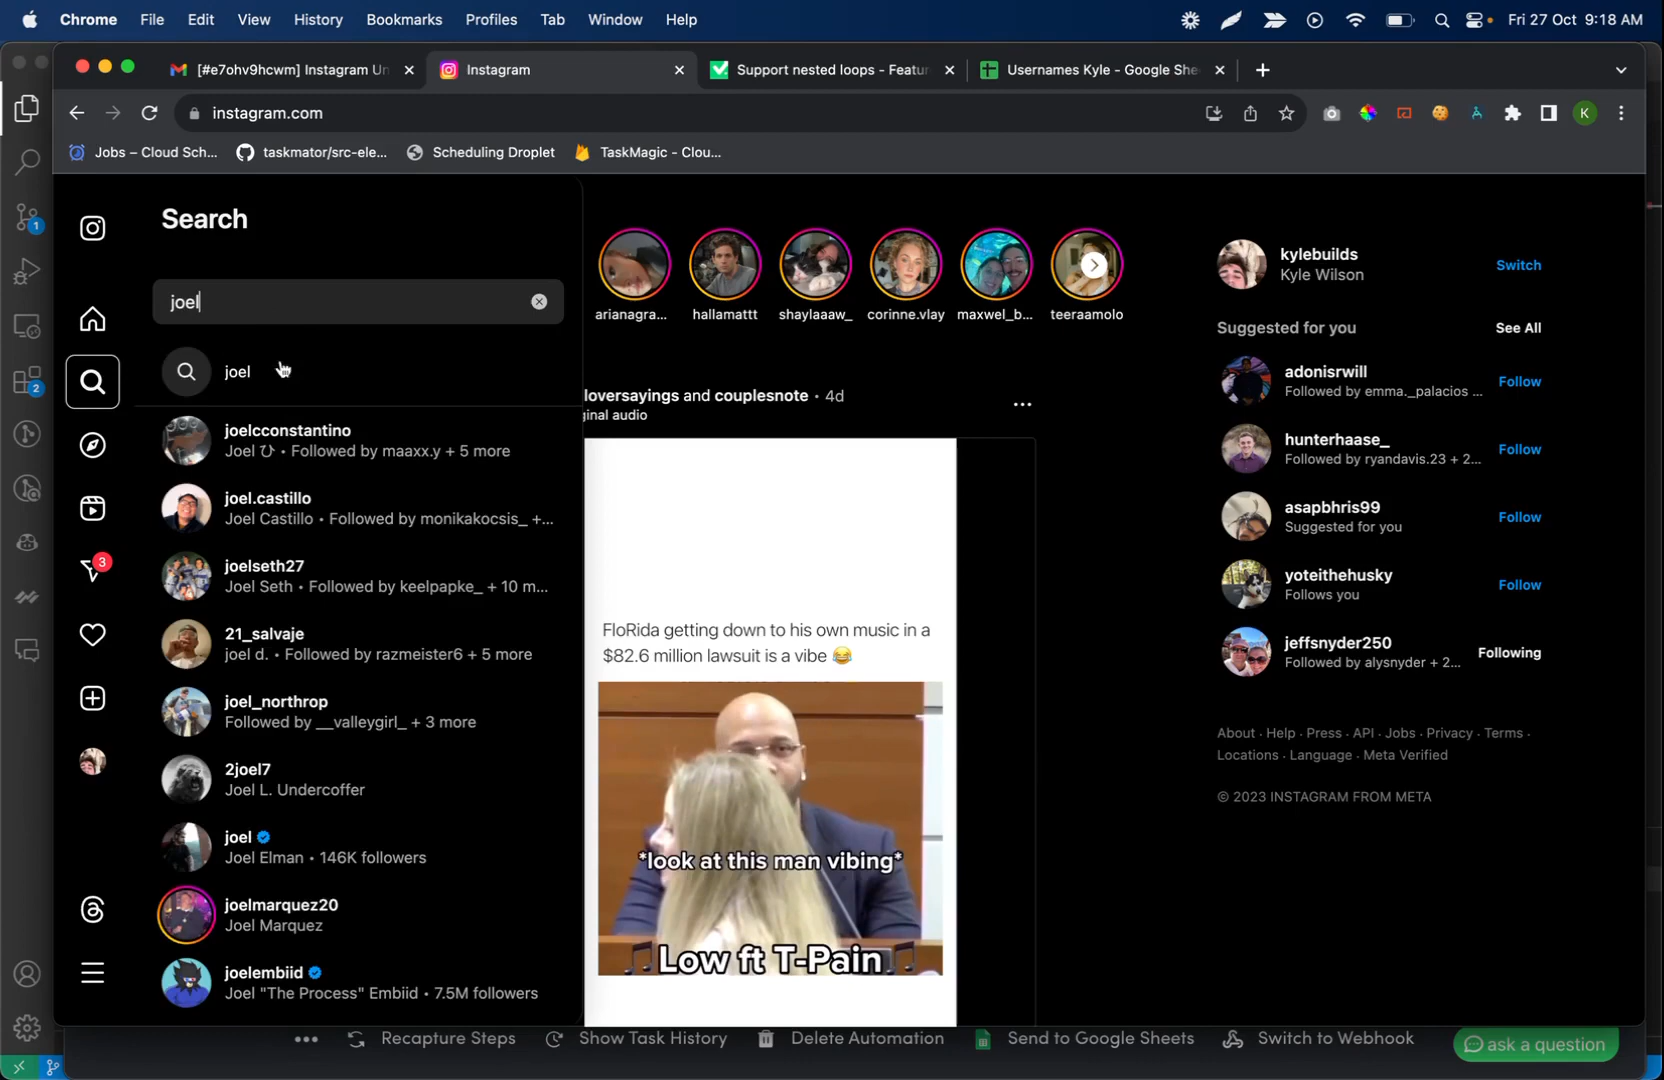 Chrome File Edit View History Bookmarks Profiles Tab Window Help
Fri 27 Oct 9:18 AM
[#e7ohv9hcwm] Instagram Un
Instagram
Support nested loops - Featur
Usernames Kyle - Google She
instagram.com
K
Jobs – Cloud Sch...
taskmator/src-ele...
Scheduling Droplet
TaskMagic - Clou...
Search
joel
joel
joelcconstantino
Joel ひ • Followed by maaxx.y + 5 more
joel.castillo
Joel Castillo • Followed by monikakocsis_ +...
joelseth27
Joel Seth • Followed by keelpapke_ + 10 m...
21_salvaje
joel d. • Followed by razmeister6 + 5 more
joel_northrop
Followed by __valleygirl_ + 3 more
2joel7
Joel L. Undercoffer
joel
Joel Elman • 146K followers
joelmarquez20
Joel Marquez
joelembiid
Joel "The Process" Embiid • 7.5M followers
1
2
3
arianagra...
hallamattt
shaylaaaw_
corinne.vlay
maxwel_b...
teeraamolo
loversayings and couplesnote • 4d
ginal audio
FloRida getting down to his own music in a
$82.6 million lawsuit is a vibe 😂
*look at this man vibing*
Low ft T-Pain
kylebuilds
Kyle Wilson
Switch
Suggested for you
See All
adonisrwill
Followed by emma._palacios ...
Follow
hunterhaase_
Followed by ryandavis.23 + 2...
Follow
asapbhris99
Suggested for you
Follow
yoteithehusky
Follows you
Follow
jeffsnyder250
Followed by alysnyder + 2...
Following
About · Help · Press · API · Jobs · Privacy · Terms ·
Locations · Language · Meta Verified
© 2023 INSTAGRAM FROM META
Recapture Steps
Show Task History
Delete Automation
Send to Google Sheets
Switch to Webhook
ask a question